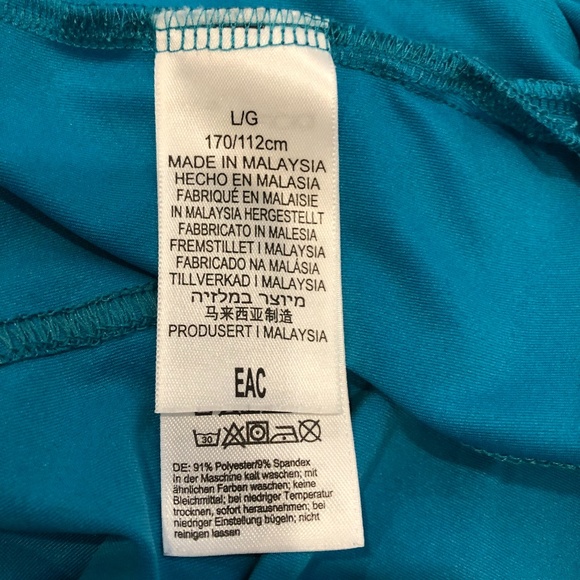 L/G
170/112cm
MADE IN MALAYSIA
HECHO EN MALASIA
FABRIQUÉ EN MALAISIE
IN MALAYSIA HERGESTELLT
FABBRICATO IN MALESIA
FREMSTILLET I MALAYSIA
FABRICADO NA MALÁSIA
TILLVERKAD I MALAYSIA
מיוצר במלזיה
马来西亚制造
PRODUSERT I MALAYSIA
EAC
30
DE: 91% Polyester/9% Spandex
In der Maschine kalt waschen; mit
ähnlichen Farben waschen; keine
Bleichmittel; bei niedriger Temperatur
trocknen, sofort herausnehmen; bei
niedriger Einstellung bügeln; nicht
reinigen lassen